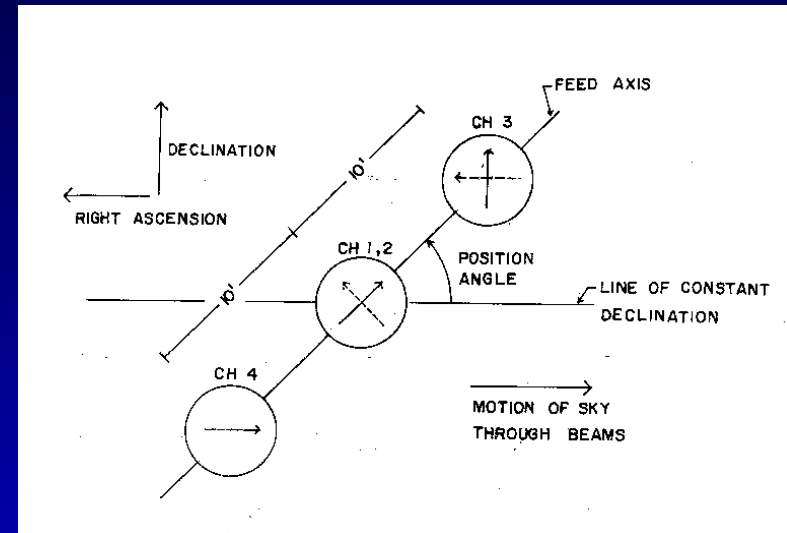 FEED AXIS
CH 3
DECLINATION
10'
RIGHT ASCENSION
CH 1,2
POSITION
ANGLE
10'
LINE OF CONSTANT
DECLINATION
CH 4
MOTION OF SKY
THROUGH BEAMS